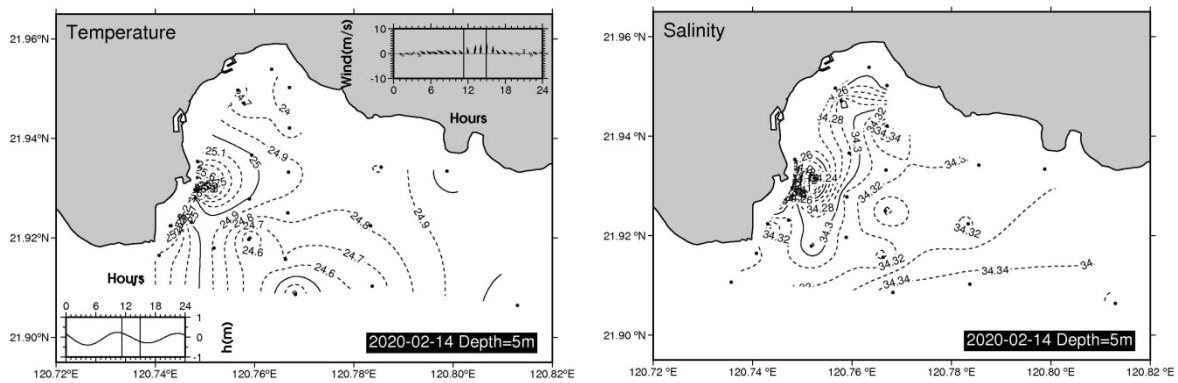 Temperature
Wind(m/s)
10
0
-10
0 6 12 18 24
Hours
21.96°N
21.94°N
21.92°N
21.90°N
24.7
24
25.1
25
24.9
24.9
24.8
24.7
24.6
24.8
24.9
24.7
24.6
Hours
0 6 12 18 24
1
0
-1
h(m)
2020-02-14 Depth=5m
120.72°E 120.74°E 120.76°E 120.78°E 120.80°E 120.82°E
Salinity
21.96°N
21.94°N
21.92°N
21.90°N
34.28
34.34
34.3
34.28
34.3
34.32
34.32
34.32
34.32
34.32
34.34
34.34
2020-02-14 Depth=5m
120.72°E 120.74°E 120.76°E 120.78°E 120.80°E 120.82°E